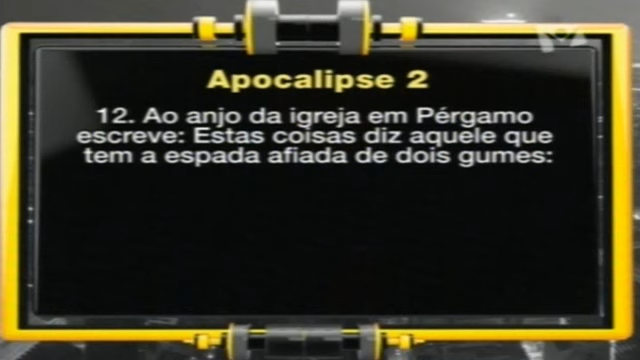 Apocalipse 2
12. Ao anjo da igreja em Pérgamo
escreve: Estas coisas diz aquele que
tem a espada afiada de dois gumes: